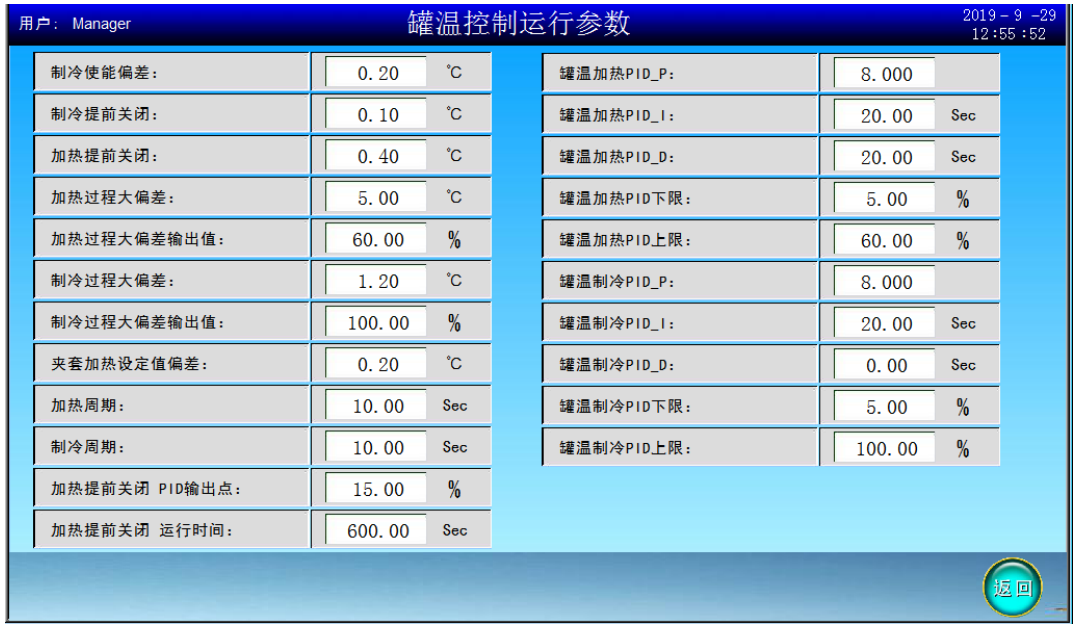 用户: Manager
罐温控制运行参数
2019-9-29
12:55:52
制冷使能偏差: 0.20 ℃
制冷提前关闭: 0.10 ℃
加热提前关闭: 0.40 ℃
加热过程大偏差: 5.00 ℃
加热过程大偏差输出值: 60.00 %
制冷过程大偏差: 1.20 ℃
制冷过程大偏差输出值: 100.00 %
夹套加热设定值偏差: 0.20 ℃
加热周期: 10.00 Sec
制冷周期: 10.00 Sec
加热提前关闭 PID输出点: 15.00 %
加热提前关闭 运行时间: 600.00 Sec
罐温加热PID_P: 8.000
罐温加热PID_I: 20.00 Sec
罐温加热PID_D: 20.00 Sec
罐温加热PID下限: 5.00 %
罐温加热PID上限: 60.00 %
罐温制冷PID_P: 8.000
罐温制冷PID_I: 20.00 Sec
罐温制冷PID_D: 0.00 Sec
罐温制冷PID下限: 5.00 %
罐温制冷PID上限: 100.00 %
返回